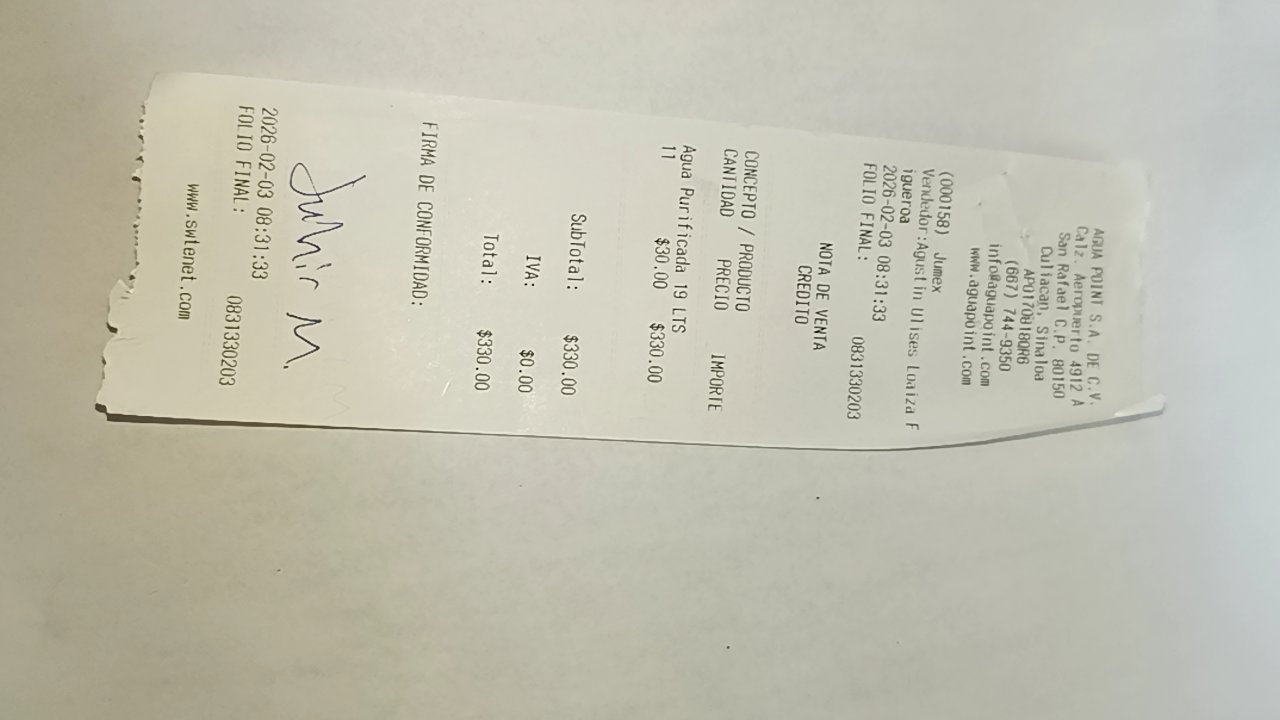 AGUA POINT S.A. DE C.V.
Calz. Aeropuerto 4912 A
San Rafael C.P. 80150
Culiacan, Sinaloa
APO170818QR6
(667) 744-9350
info@aguapoint.com
www.aguapoint.com
(000158) Jumex
Vendedor:Agustin Ulises Loaiza F
igueroa
2026-02-03 08:31:33
FOLIO FINAL: 0831330203
NOTA DE VENTA
CREDITO
CONCEPTO / PRODUCTO
CANTIDAD PRECIO IMPORTE
Agua Purificada 19 LTS
11 $30.00 $330.00
SubTotal: $330.00
IVA: $0.00
Total: $330.00
FIRMA DE CONFORMIDAD:
M.
2026-02-03 08:31:33
FOLIO FINAL: 0831330203
www.swtenet.com